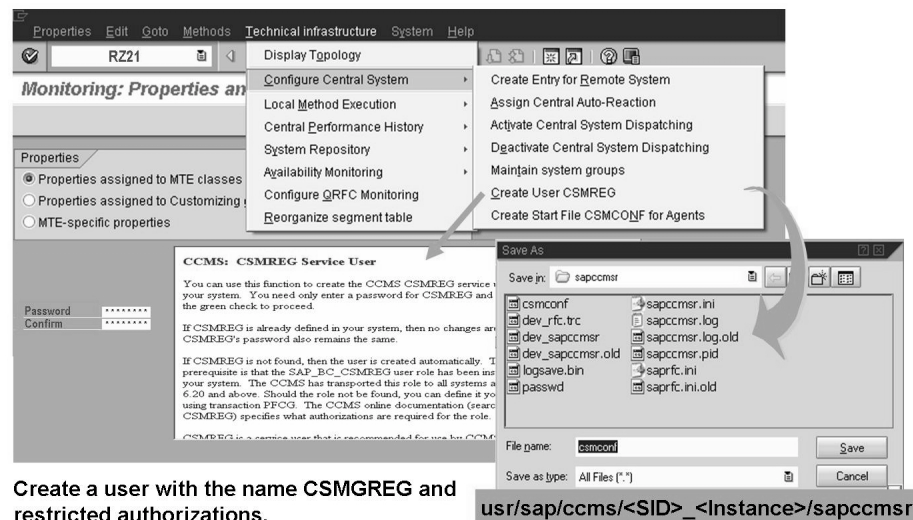 Properties Edit Goto Methods Technical infrastructure System Help
RZ21
Monitoring: Properties an
Display Topology
Configure Central System
Local Method Execution
Central Performance History
System Repository
Availability Monitoring
Configure QRFC Monitoring
Reorganize segment table
Create Entry for Remote System
Assign Central Auto-Reaction
Activate Central System Dispatching
Deactivate Central System Dispatching
Maintain system groups
Create User CSMREG
Create Start File CSMCONF for Agents
Properties
Properties assigned to MTE classes
Properties assigned to Customizing
MTE-specific properties
Password ********
Confirm ********
CCMS: CSMREG Service User
You can use this function to create the CCMS CSMREG service
your system. You need only enter a password for CSMREG and
the green check to proceed.
If CSMREG is already defined in your system, then no changes are
CSMREG's password also remains the same.
If CSMREG is not found, then the user is created automatically. T
prerequisite is that the SAP_BC_CSMREG user role has been ins
your system. The CCMS has transported this role to all systems a
6.20 and above. Should the role not be found, you can define it yo
using transaction PFCG. The CCMS online documentation (searc
CSMREG) specifies what authorizations are required for the role.
CSMREG is a service user that is recommended for use by CCMS
Save As
Save in: sapccmsr
csmconf
dev_rfc.trc
dev_sapccmsr
dev_sapccmsr.old
logsave.bin
passwd
sapccmsr.ini
sapccmsr.log
sapccmsr.log.old
sapccmsr.pid
saprfc.ini
saprfc.ini.old
File name: csmconf Save
Save as type: All Files (*.*) Cancel
Create a user with the name CSMGREG and
restricted authorizations.
usr/sap/ccms/<SID>_<Instance>/sapccmsr